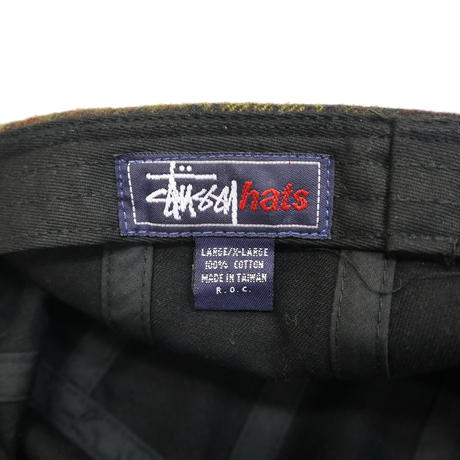 stüssy hats
LARGE/X-LARGE
100% COTTON
MADE IN TAIWAN
R.O.C.